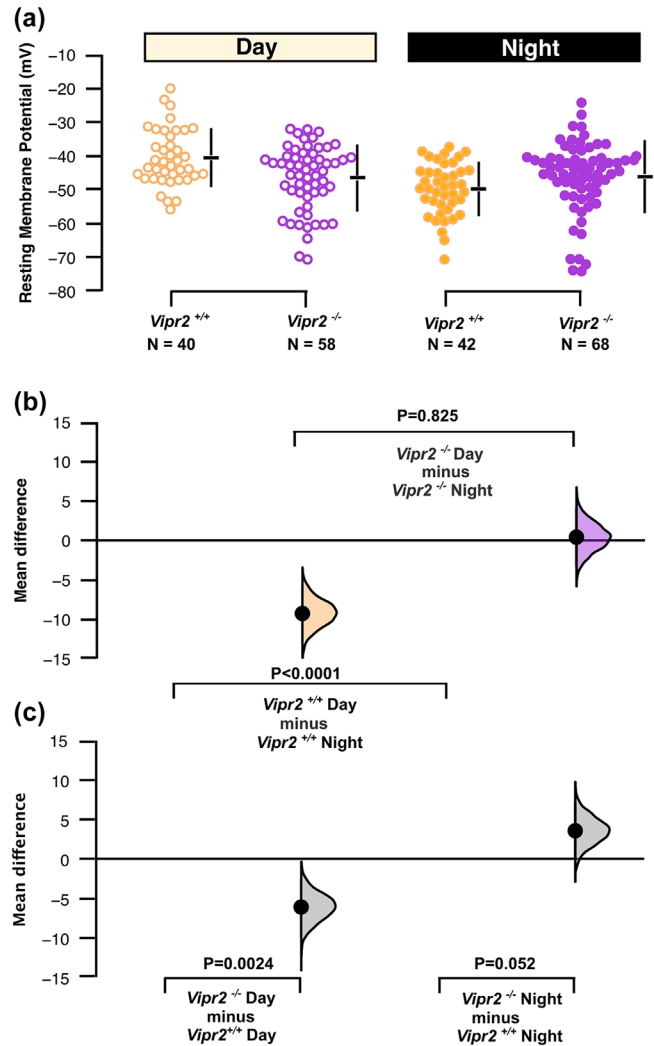 (a)
Day
Night
Resting Membrane Potential (mV)
−10
−20
−30
−40
−50
−60
−70
−80
Vipr2 +/+
Vipr2 -/-
Vipr2 +/+
Vipr2 -/-
N = 40
N = 58
N = 42
N = 68
(b)
Mean difference
15
10
5
0
−5
−10
−15
P=0.825
Vipr2 -/- Day
minus
Vipr2 -/- Night
P<0.0001
Vipr2 +/+ Day
minus
Vipr2 +/+ Night
(c)
Mean difference
15
10
5
0
−5
−10
−15
P=0.0024
Vipr2 -/- Day
minus
Vipr2+/+ Day
P=0.052
Vipr2 -/- Night
minus
Vipr2 +/+ Night